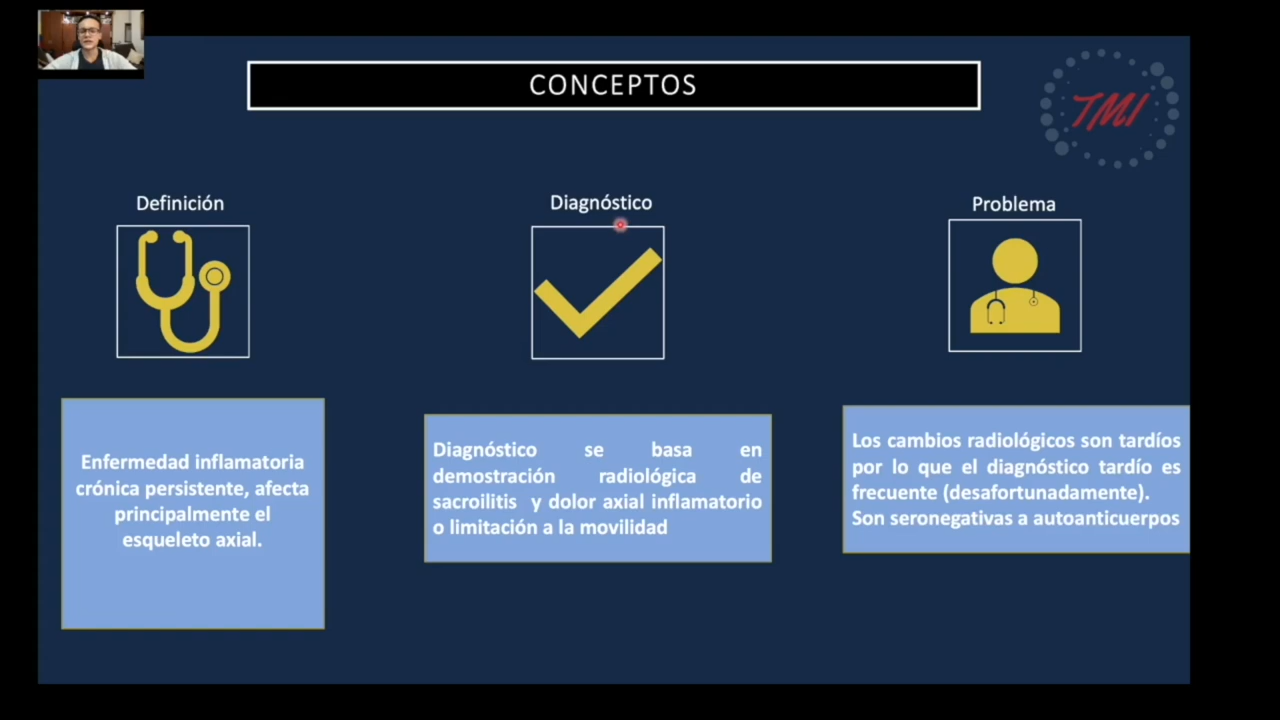 CONCEPTOS
TMI
Definición
Diagnóstico
Problema
Enfermedad inflamatoria
crónica persistente, afecta
principalmente el
esqueleto axial.
Diagnóstico se basa en
demostración radiológica de
sacroilitis y dolor axial inflamatorio
o limitación a la movilidad
Los cambios radiológicos son tardíos
por lo que el diagnóstico tardío es
frecuente (desafortunadamente).
Son seronegativas a autoanticuerpos